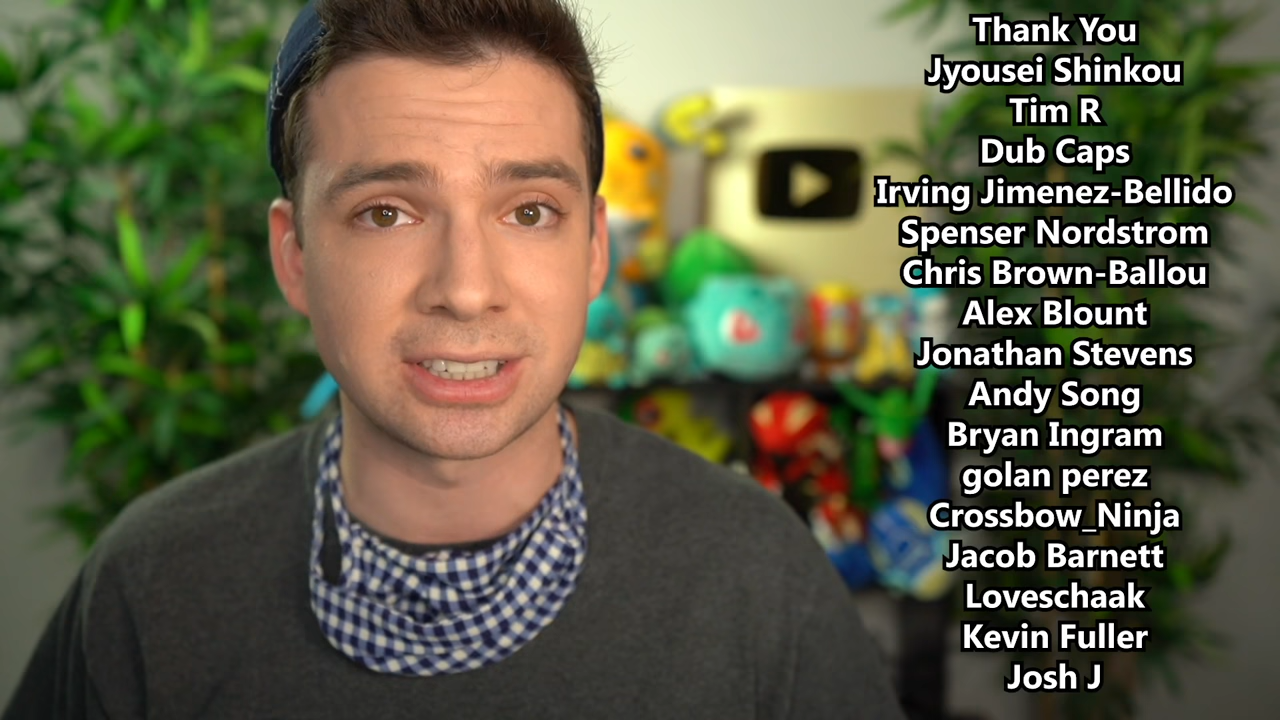 Thank You
Jyousei Shinkou
Tim R
Dub Caps
Irving Jimenez-Bellido
Spenser Nordstrom
Chris Brown-Ballou
Alex Blount
Jonathan Stevens
Andy Song
Bryan Ingram
golan perez
Crossbow_Ninja
Jacob Barnett
Loveschaak
Kevin Fuller
Josh J